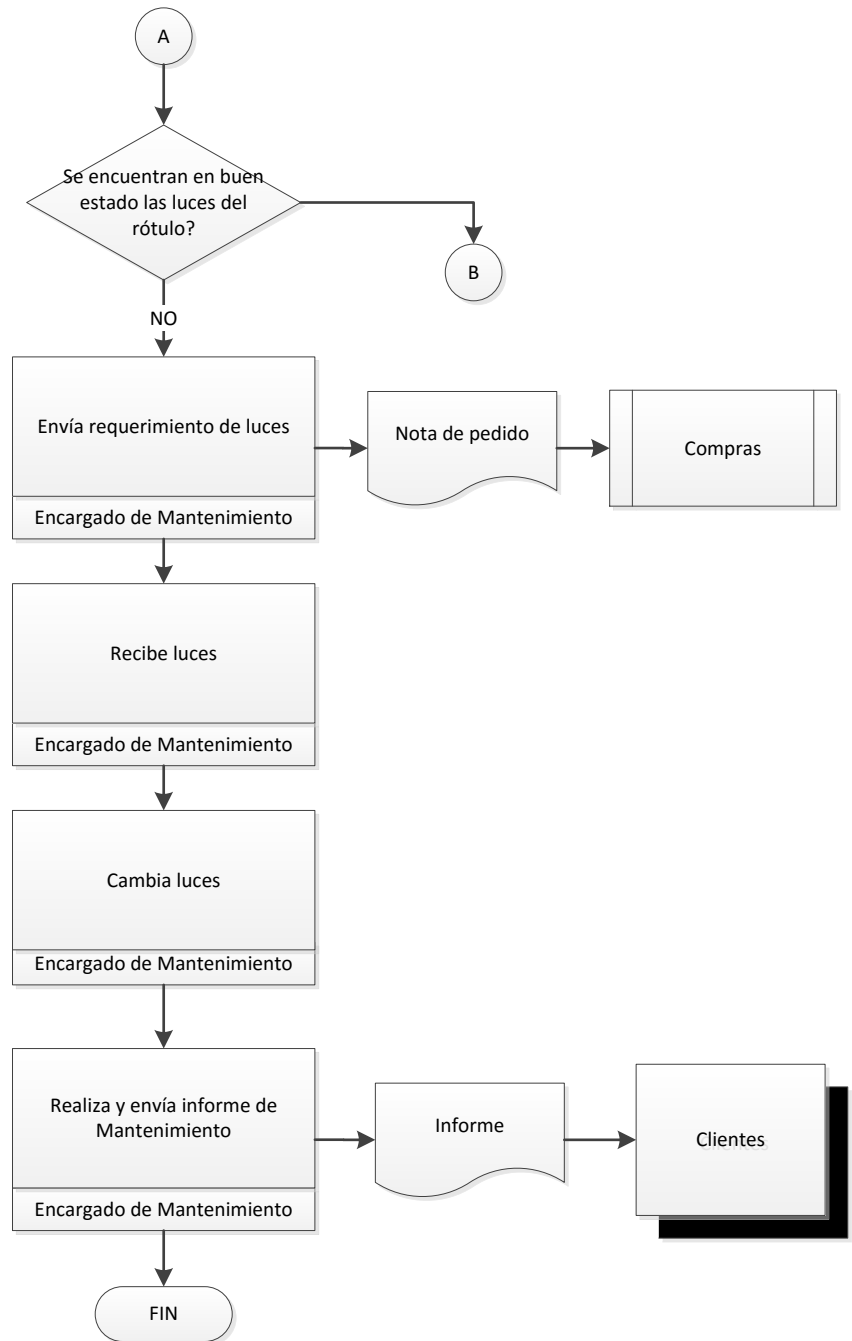 A
Se encuentran en buen
estado las luces del
rótulo?
B
NO
Envía requerimiento de luces
Nota de pedido
Compras
Encargado de Mantenimiento
Recibe luces
Encargado de Mantenimiento
Cambia luces
Encargado de Mantenimiento
Realiza y envía informe de
Mantenimiento
Informe
Clientes
Encargado de Mantenimiento
FIN